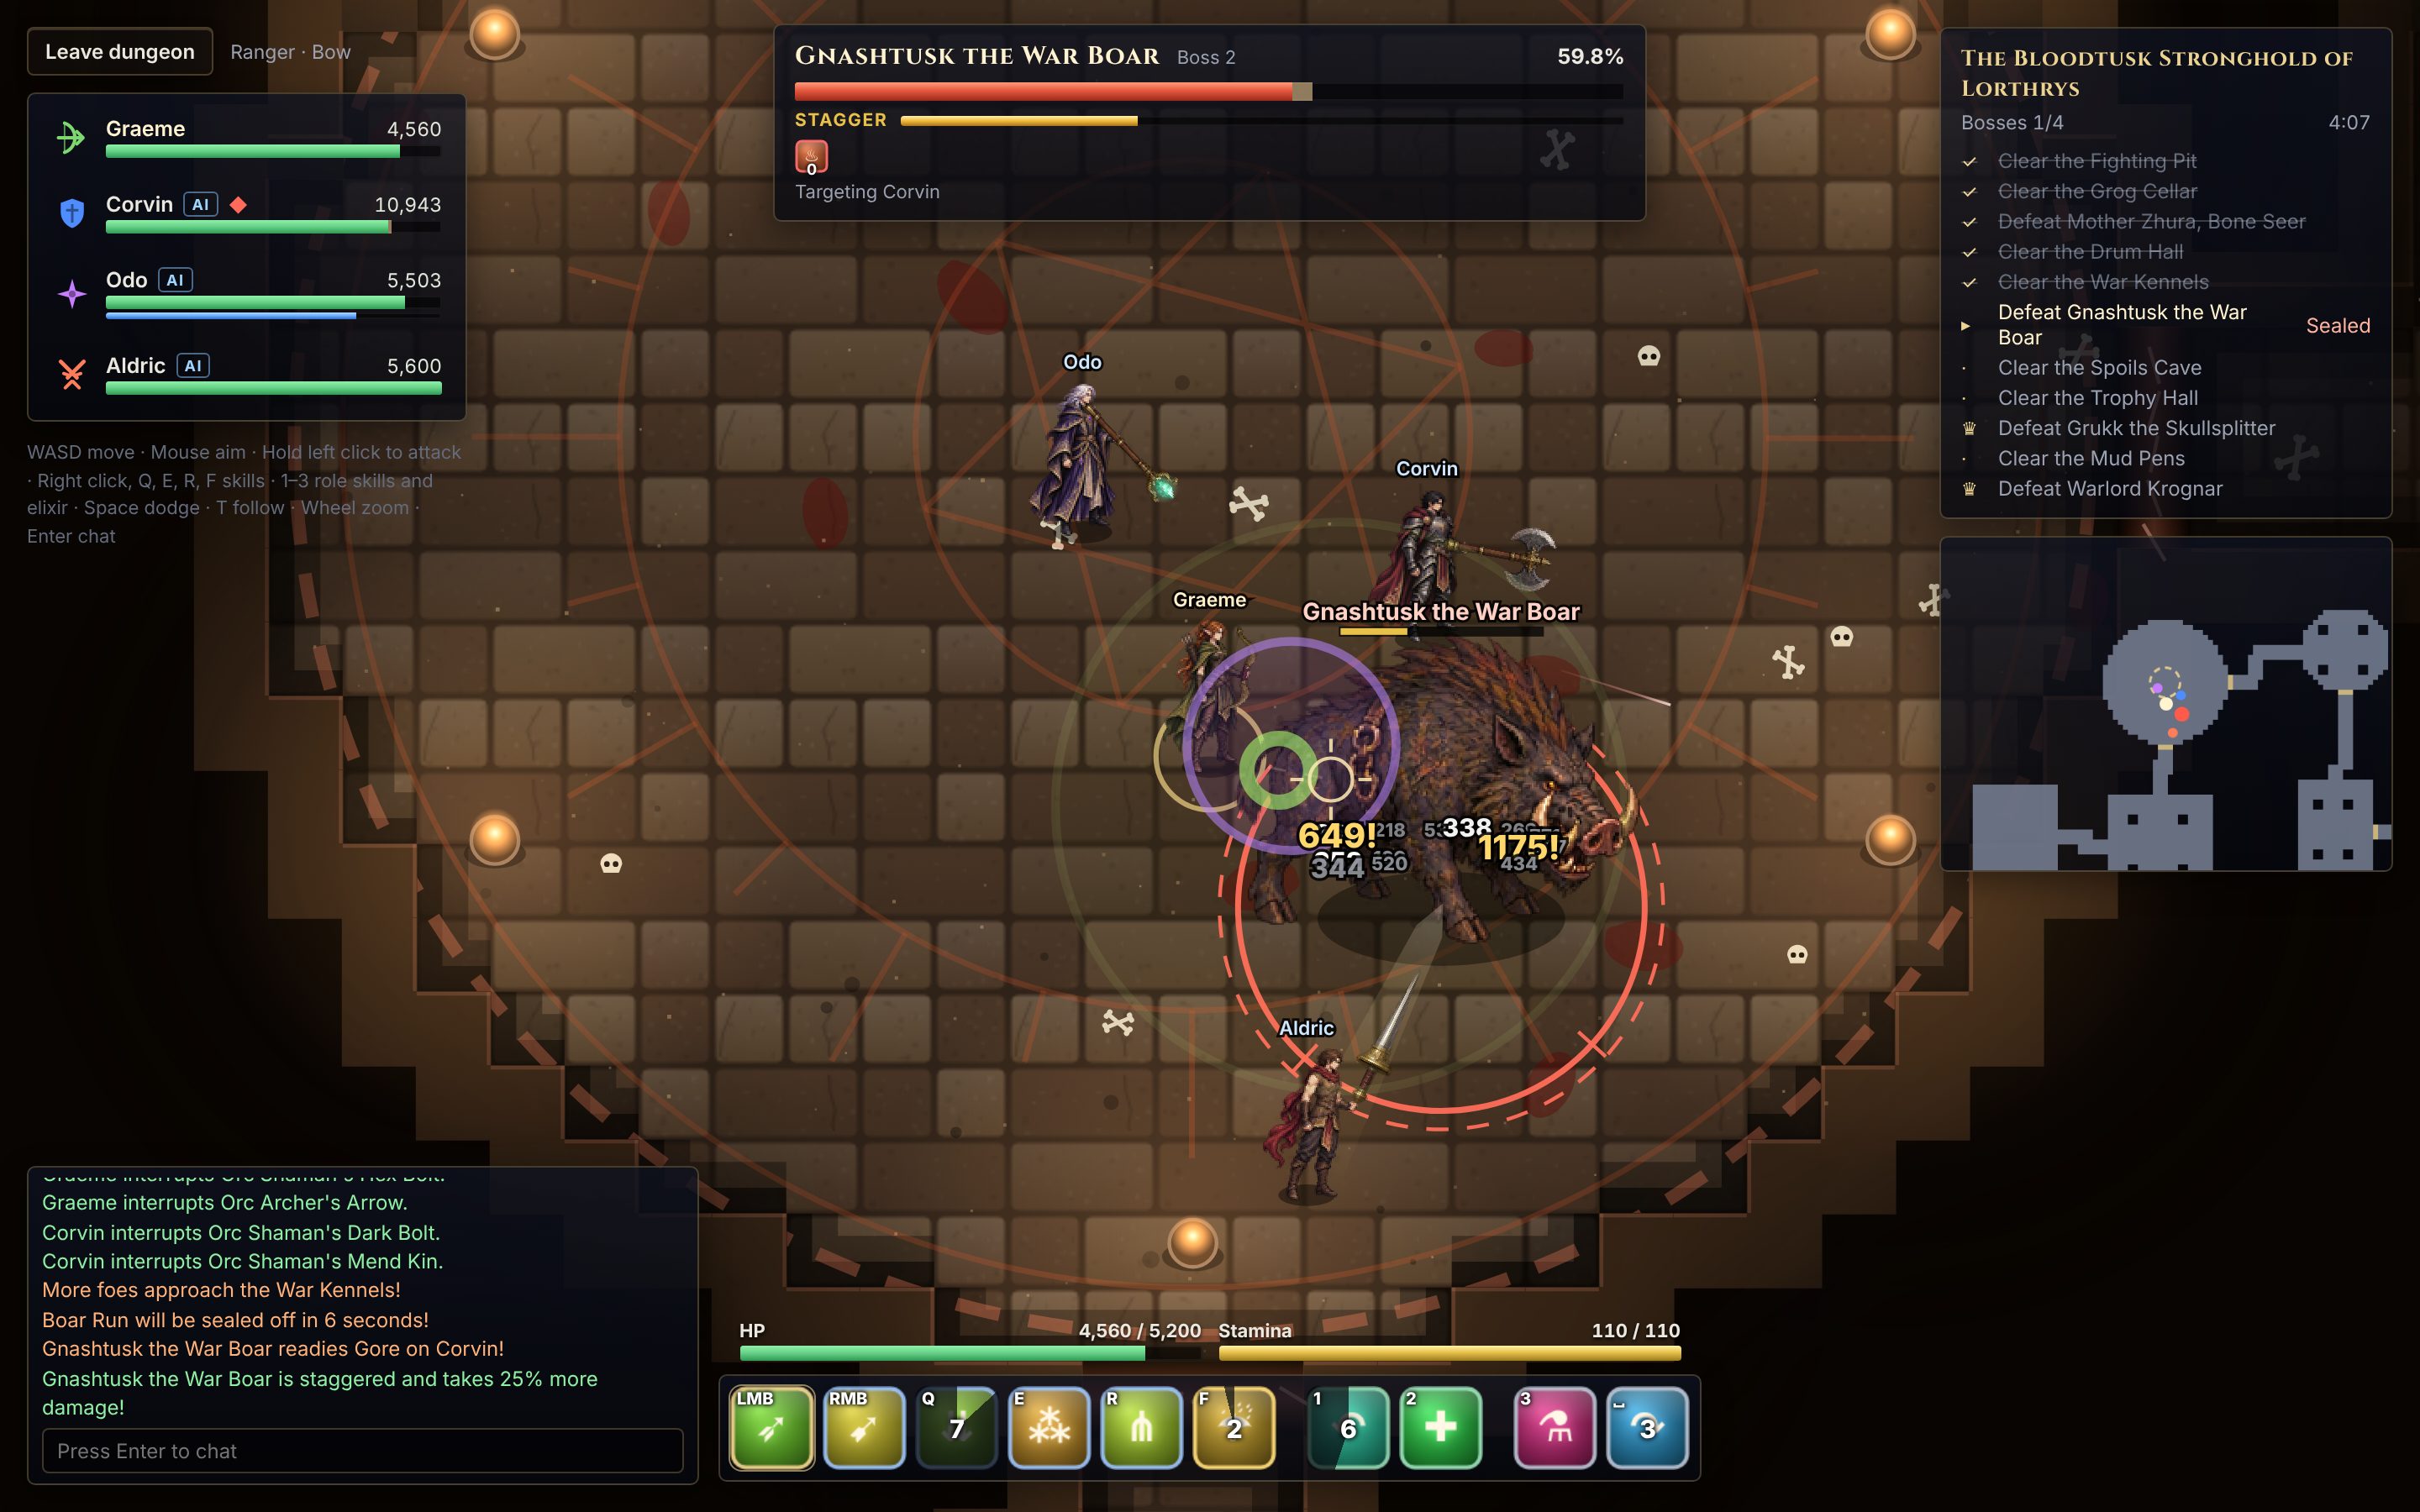 Leave dungeon
Ranger · Bow
Graeme 4,560
Corvin AI 10,943
Odo AI 5,503
Aldric AI 5,600
WASD move · Mouse aim · Hold left click to attack
· Right click, Q, E, R, F skills · 1–3 role skills and
elixir · Space dodge · T follow · Wheel zoom ·
Enter chat
Gnashtusk the War Boar Boss 2 59.8%
STAGGER
0
Targeting Corvin
The Bloodtusk Stronghold of
Lorthrys
Bosses 1/4 4:07
Clear the Fighting Pit
Clear the Grog Cellar
Defeat Mother Zhura, Bone Seer
Clear the Drum Hall
Clear the War Kennels
Defeat Gnashtusk the War
Boar
Sealed
Clear the Spoils Cave
Clear the Trophy Hall
Defeat Grukk the Skullsplitter
Clear the Mud Pens
Defeat Warlord Krognar
Odo
Corvin
Graeme
Gnashtusk the War Boar
649! 218 338
1175!
344 520 434
Aldric
Graeme interrupts Orc Shaman's Hex Bolt.
Graeme interrupts Orc Archer's Arrow.
Corvin interrupts Orc Shaman's Dark Bolt.
Corvin interrupts Orc Shaman's Mend Kin.
More foes approach the War Kennels!
Boar Run will be sealed off in 6 seconds!
Gnashtusk the War Boar readies Gore on Corvin!
Gnashtusk the War Boar is staggered and takes 25% more
damage!
Press Enter to chat
HP 4,560 / 5,200 Stamina 110 / 110
LMB RMB Q E R F 1 2 3
7 2 6 3